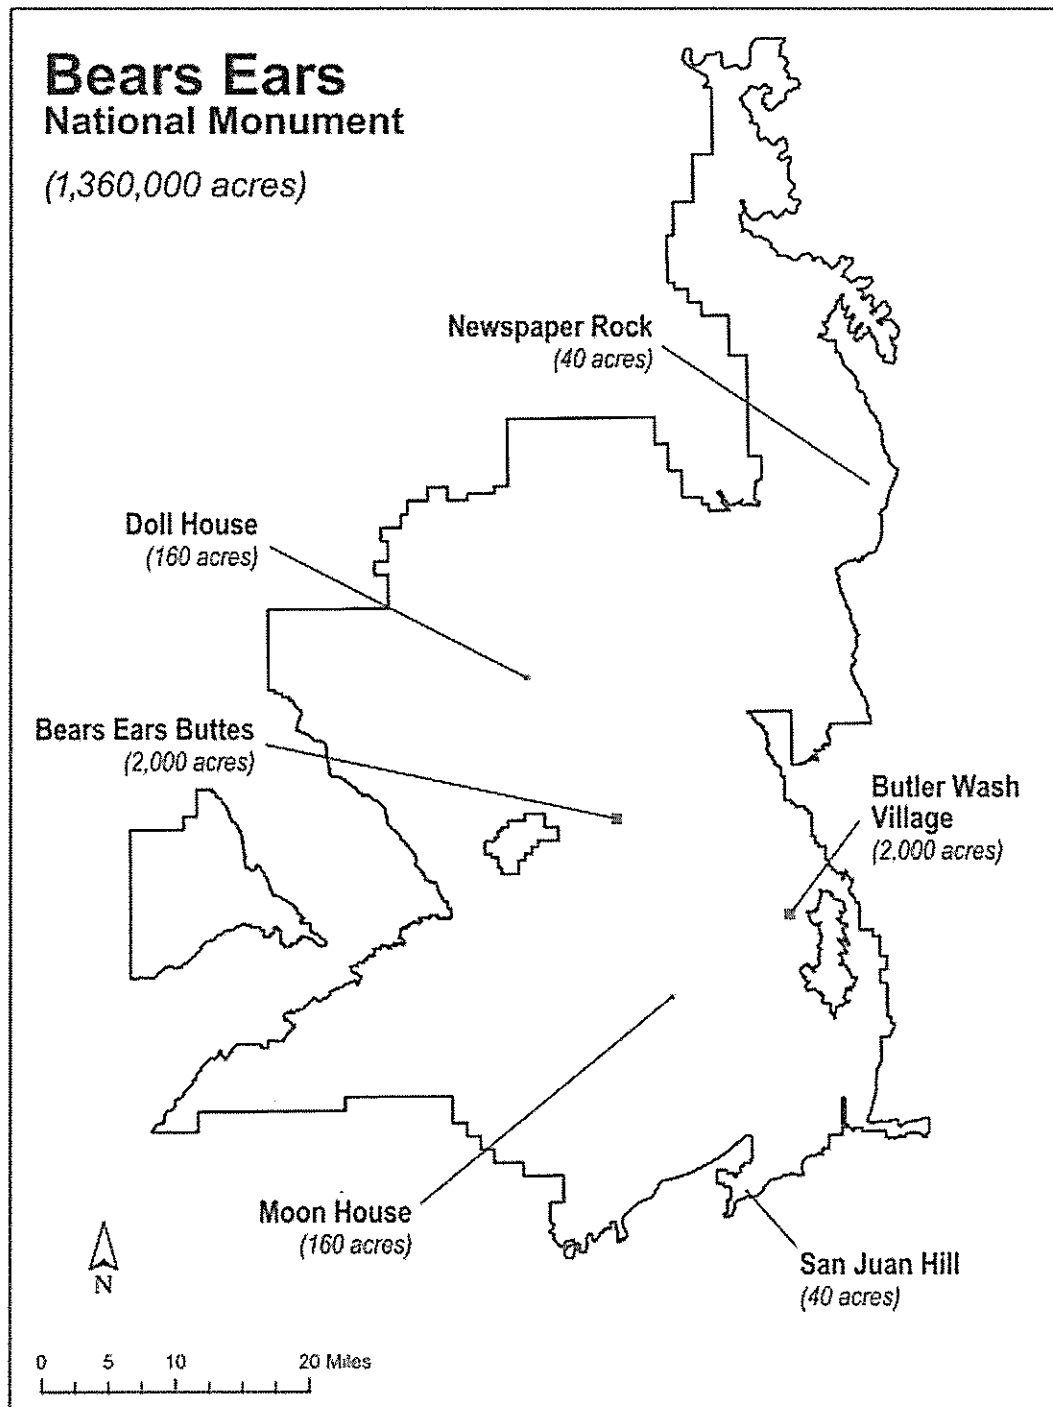 Bears Ears
National Monument
(1,360,000 acres)
Newspaper Rock
(40 acres)
Doll House
(160 acres)
Bears Ears Buttes
(2,000 acres)
Butler Wash
Village
(2,000 acres)
Moon House
(160 acres)
San Juan Hill
(40 acres)
N
0 5 10 20 Miles